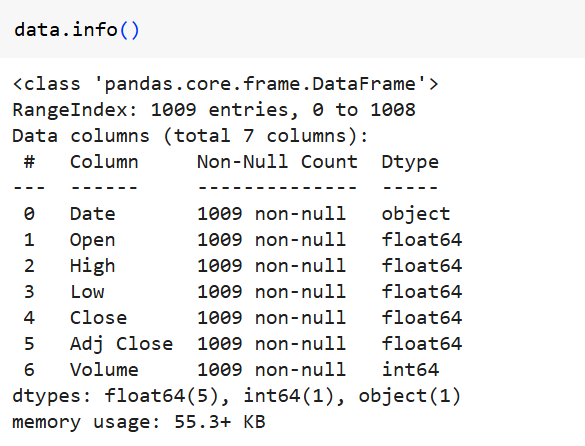 data.info()
<class 'pandas.core.frame.DataFrame'>
RangeIndex: 1009 entries, 0 to 1008
Data columns (total 7 columns):
 #   Column     Non-Null Count  Dtype
---  ------     --------------  -----
 0   Date       1009 non-null   object
 1   Open       1009 non-null   float64
 2   High       1009 non-null   float64
 3   Low        1009 non-null   float64
 4   Close      1009 non-null   float64
 5   Adj Close  1009 non-null   float64
 6   Volume     1009 non-null   int64
dtypes: float64(5), int64(1), object(1)
memory usage: 55.3+ KB